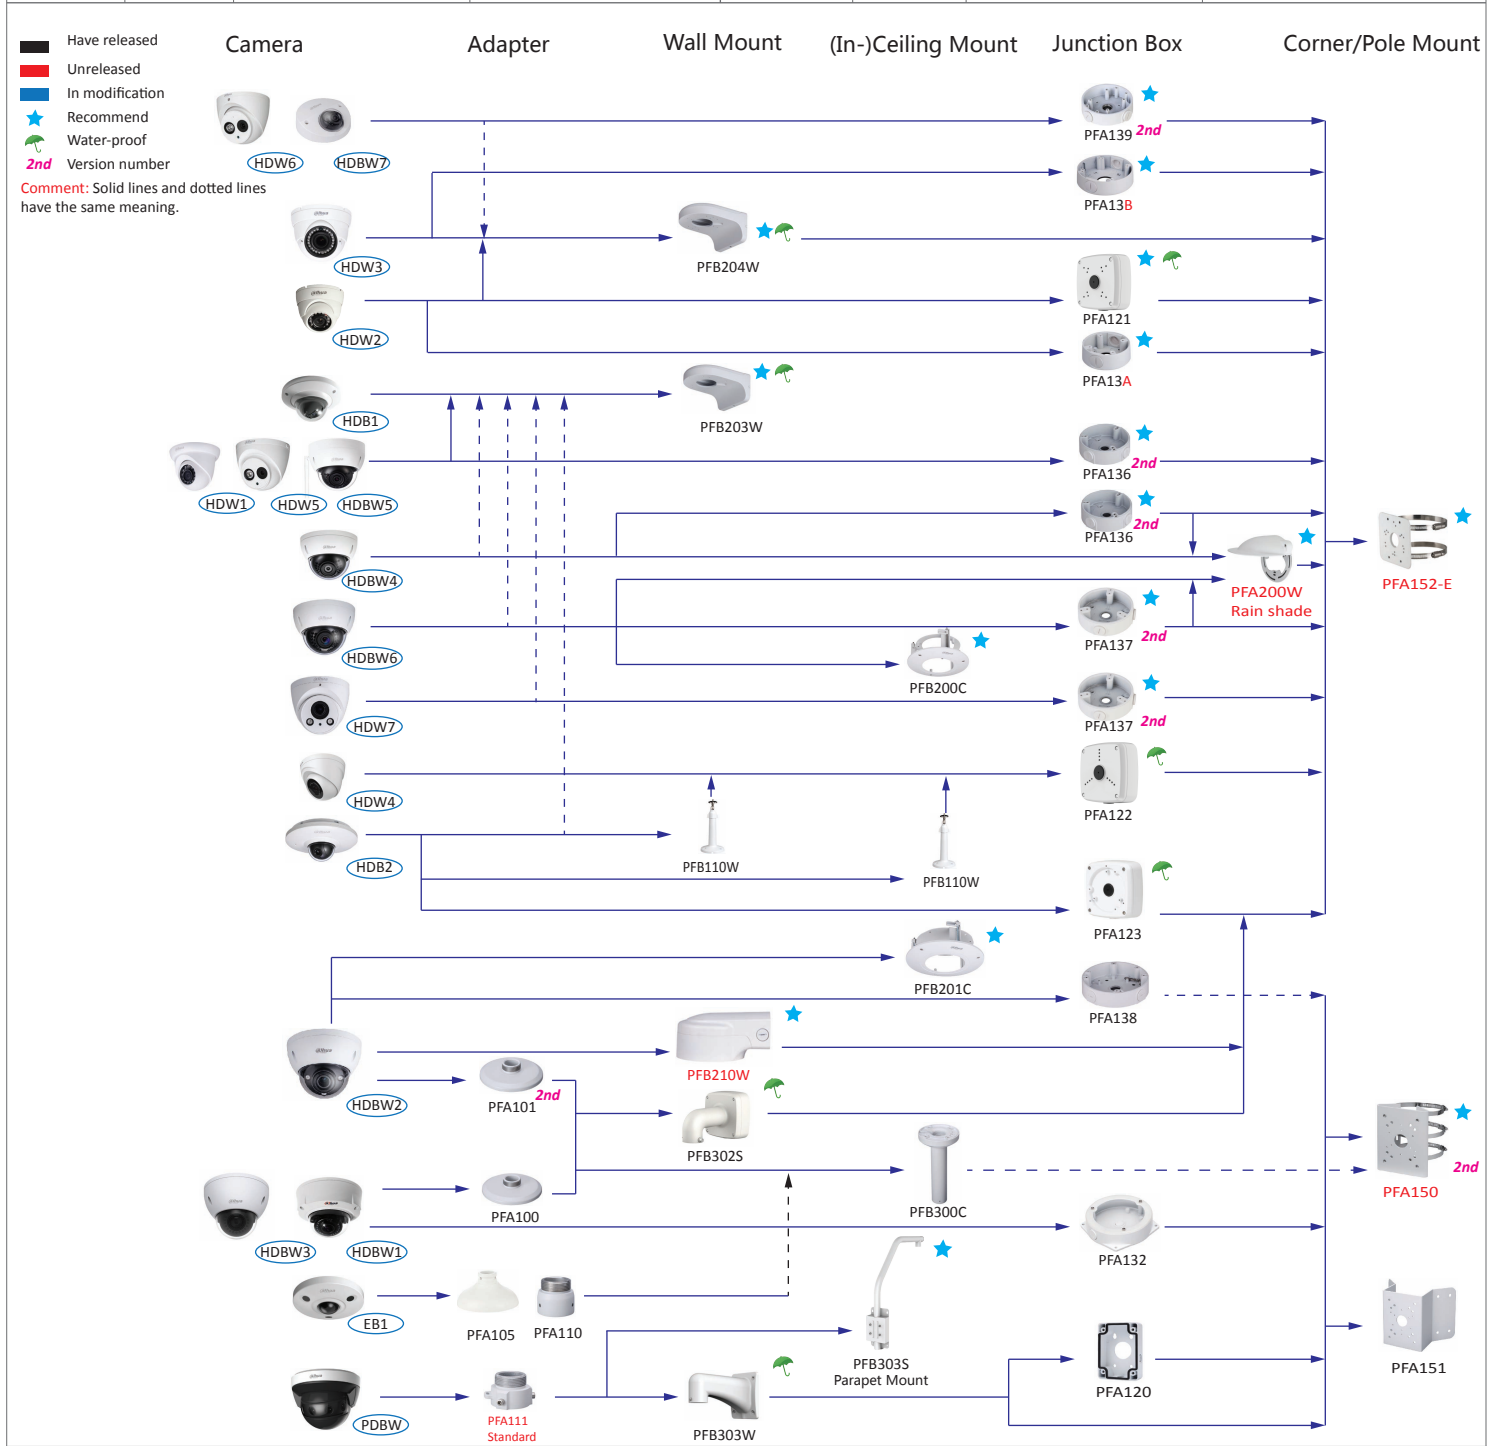 Camera
Adapter
Wall Mount
(In-)Ceiling Mount
Junction Box
Corner/Pole Mount
Have released
Unreleased
In modification
Recommend
Water-proof
2nd Version number
Comment: Solid lines and dotted lines
have the same meaning.
HDW6
HDBW7
PFA139 2nd
PFA13B
HDW3
PFB204W
HDW2
PFA121
PFA13A
HDB1
PFB203W
HDW1
HDW5
HDBW5
PFA136 2nd
HDBW4
PFA136 2nd
PFA200W
Rain shade
PFA152-E
HDBW6
PFB200C
PFA137 2nd
HDW7
PFA137 2nd
HDW4
PFA122
HDB2
PFB110W
PFB110W
PFA123
PFB201C
PFA138
HDBW2
PFA101 2nd
PFB210W
PFB302S
HDBW3
HDBW1
PFA100
PFB300C
PFA132
PFA150 2nd
EB1
PFA105
PFA110
PFB303S
Parapet Mount
PDBW
PFA111
Standard
PFB303W
PFA120
PFA151